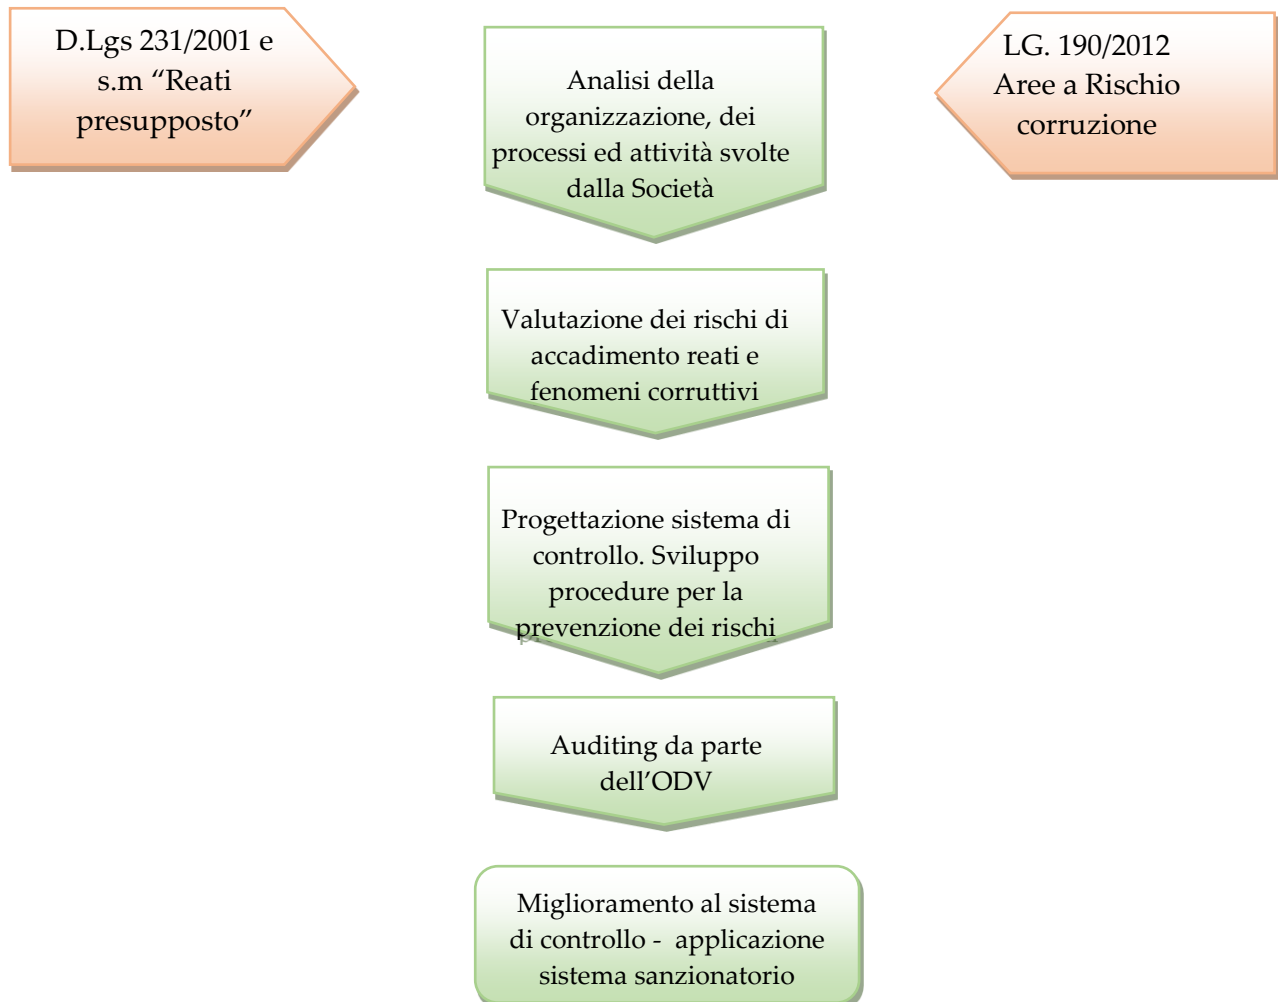 D.Lgs 231/2001 e
s.m “Reati
presupposto”
Analisi della
organizzazione, dei
processi ed attività svolte
dalla Società
LG. 190/2012
Aree a Rischio
corruzione
Valutazione dei rischi di
accadimento reati e
fenomeni corruttivi
Progettazione sistema di
controllo. Sviluppo
procedure per la
prevenzione dei rischi
Auditing da parte
dell’ODV
Miglioramento al sistema
di controllo - applicazione
sistema sanzionatorio